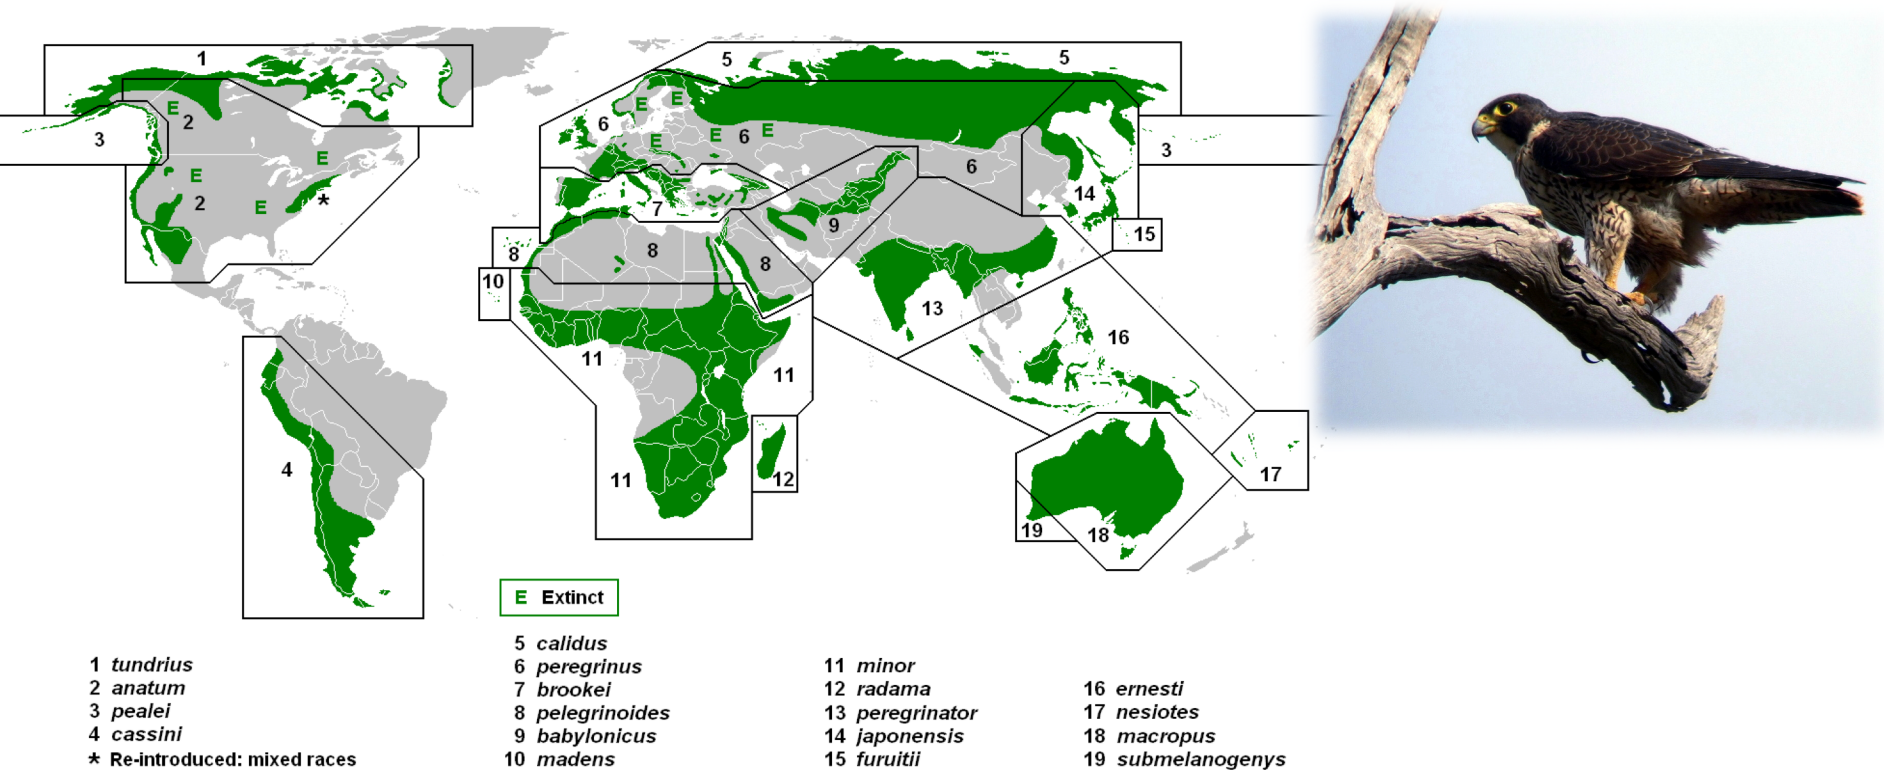 1
5
5
E
2
E
E
3
6
E
E
6
E
3
E
6
E
2
*
E
14
7
9
15
8
8
8
10
13
16
11
11
4
11
12
17
19
18
E Extinct
1 tundrius
2 anatum
3 pealei
4 cassini
* Re-introduced: mixed races
5 calidus
6 peregrinus
7 brookei
8 pelegrinoides
9 babylonicus
10 madens
11 minor
12 radama
13 peregrinator
14 japonensis
15 furuitii
16 ernesti
17 nesiotes
18 macropus
19 submelanogenys